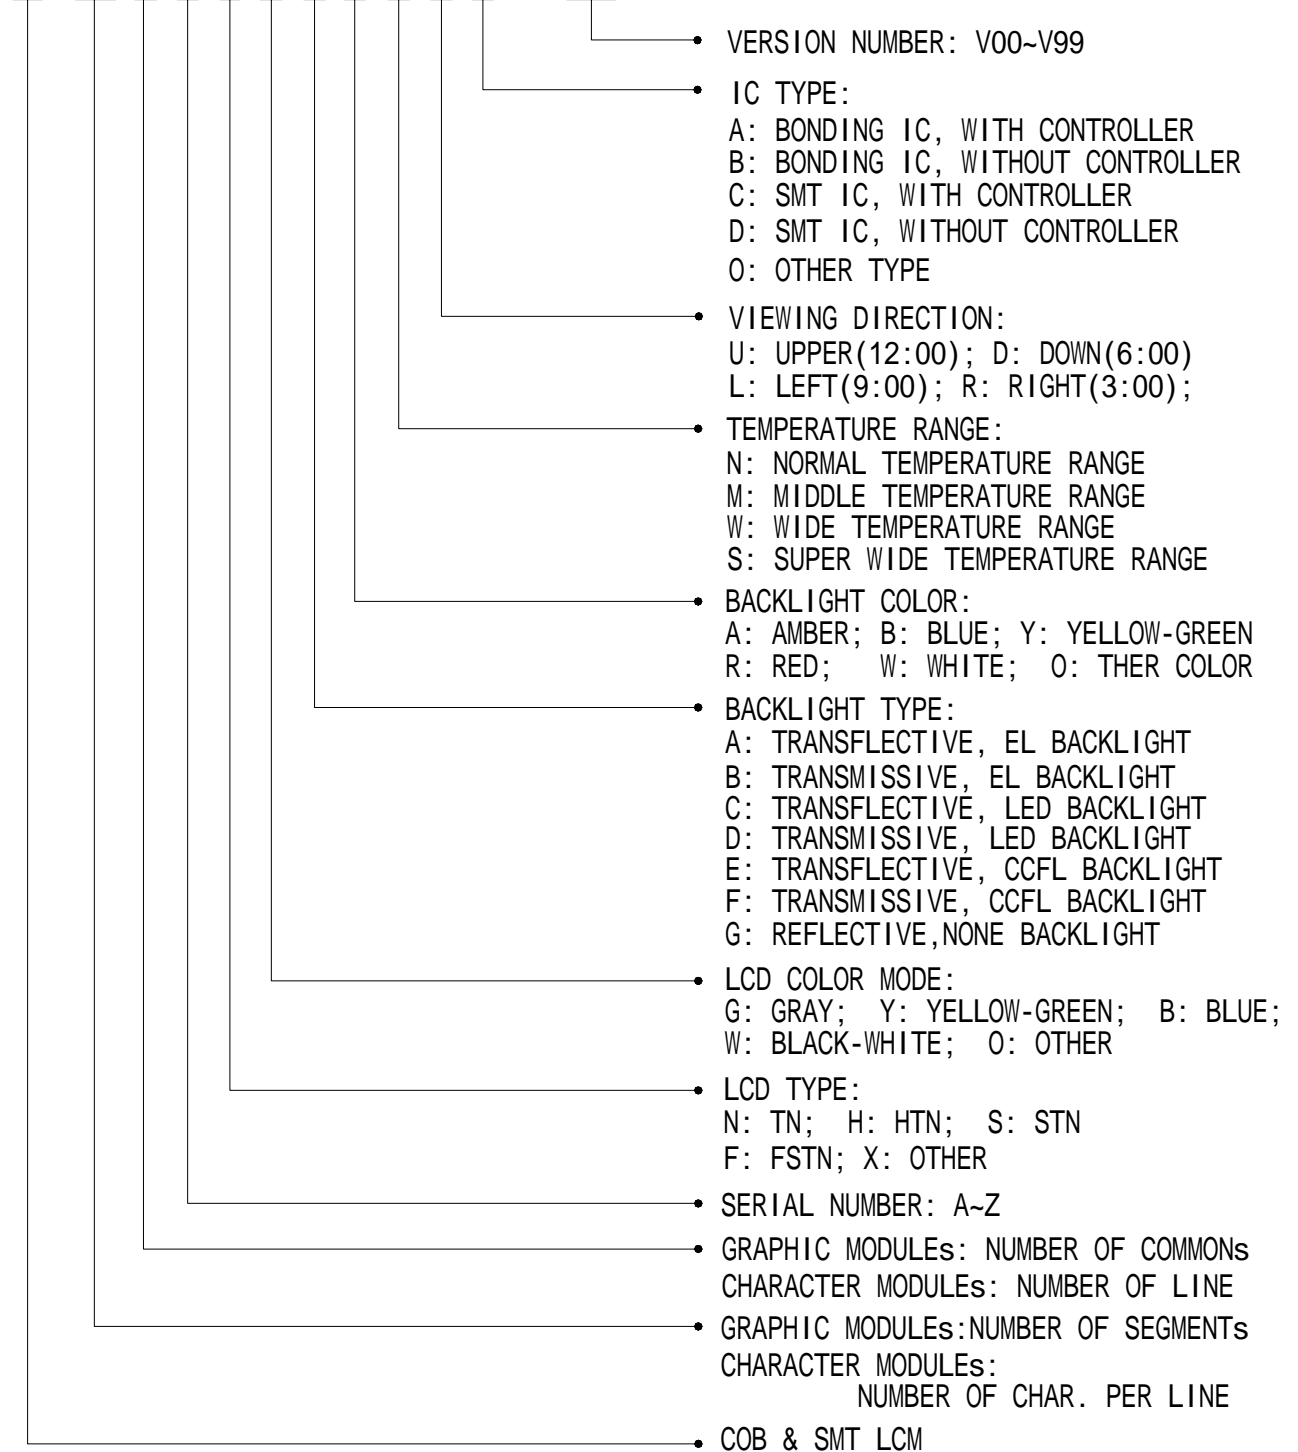 VERSION NUMBER: V00~V99
IC TYPE:
A: BONDING IC, WITH CONTROLLER
B: BONDING IC, WITHOUT CONTROLLER
C: SMT IC, WITH CONTROLLER
D: SMT IC, WITHOUT CONTROLLER
O: OTHER TYPE
VIEWING DIRECTION:
U: UPPER(12:00); D: DOWN(6:00)
L: LEFT(9:00); R: RIGHT(3:00);
TEMPERATURE RANGE:
N: NORMAL TEMPERATURE RANGE
M: MIDDLE TEMPERATURE RANGE
W: WIDE TEMPERATURE RANGE
S: SUPER WIDE TEMPERATURE RANGE
BACKLIGHT COLOR:
A: AMBER; B: BLUE; Y: YELLOW-GREEN
R: RED; W: WHITE; O: THER COLOR
BACKLIGHT TYPE:
A: TRANSFLECTIVE, EL BACKLIGHT
B: TRANSMISSIVE, EL BACKLIGHT
C: TRANSFLECTIVE, LED BACKLIGHT
D: TRANSMISSIVE, LED BACKLIGHT
E: TRANSFLECTIVE, CCFL BACKLIGHT
F: TRANSMISSIVE, CCFL BACKLIGHT
G: REFLECTIVE,NONE BACKLIGHT
LCD COLOR MODE:
G: GRAY; Y: YELLOW-GREEN; B: BLUE;
W: BLACK-WHITE; O: OTHER
LCD TYPE:
N: TN; H: HTN; S: STN
F: FSTN; X: OTHER
SERIAL NUMBER: A~Z
GRAPHIC MODULEs: NUMBER OF COMMONs
CHARACTER MODULEs: NUMBER OF LINE
GRAPHIC MODULEs:NUMBER OF SEGMENTs
CHARACTER MODULEs:
NUMBER OF CHAR. PER LINE
COB & SMT LCM